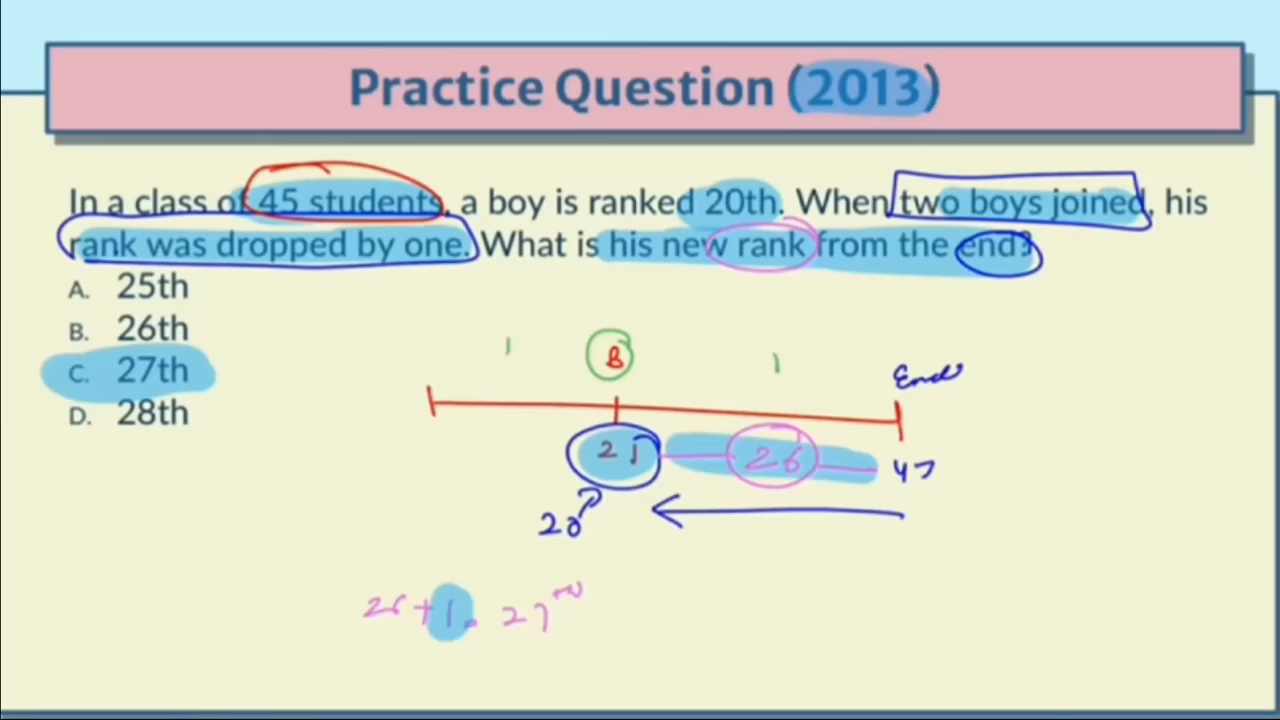 Practice Question (2013)
In a class of 45 students, a boy is ranked 20th. When two boys joined, his
rank was dropped by one. What is his new rank from the end?
A. 25th
B. 26th
C. 27th
D. 28th
1 B 1 End
21 26 47
20
26+1. 27th